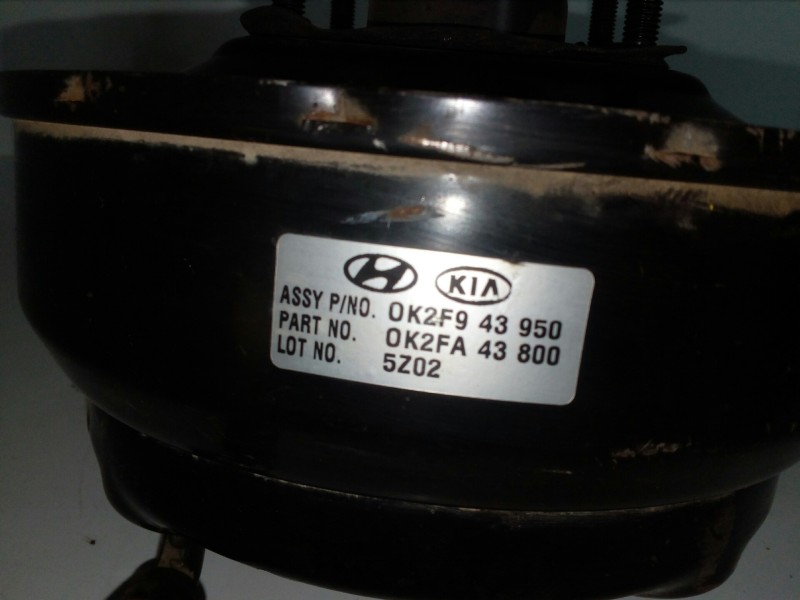 KIA
ASSY P/NO. 0K2F9 43 950
PART NO. 0K2FA 43 800
LOT NO. 5Z02